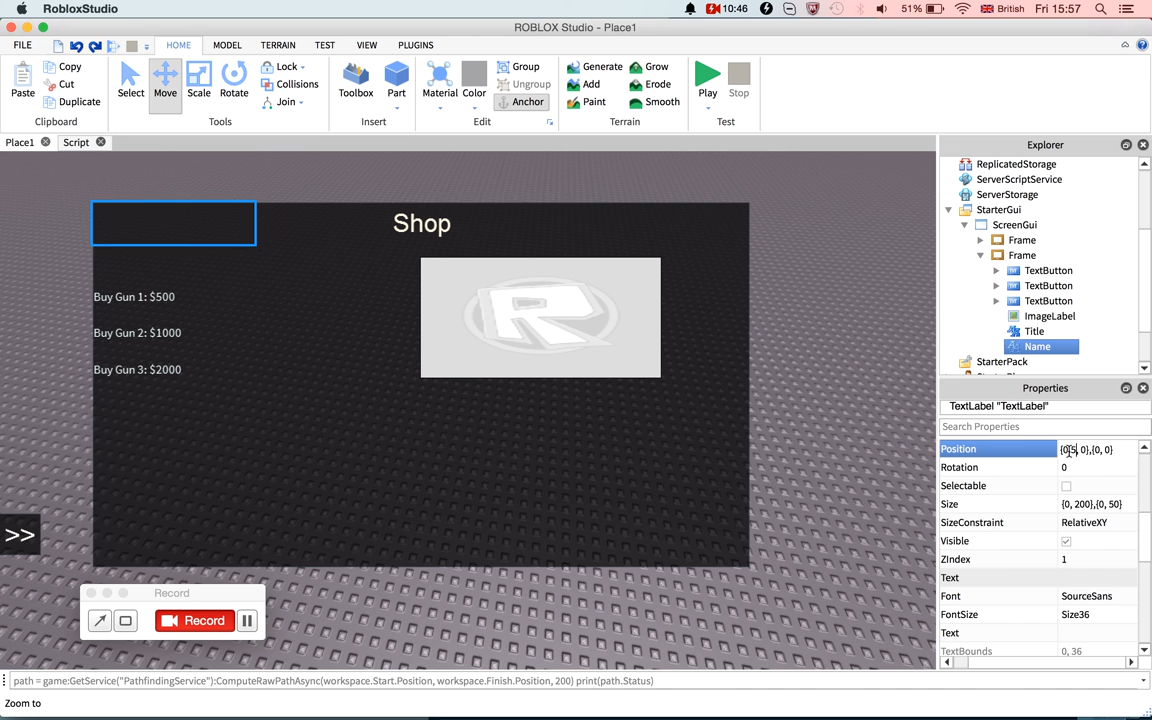 RobloxStudio
10:46
51%
British
Fri 15:57
ROBLOX Studio - Place1
FILE
HOME
MODEL
TERRAIN
TEST
VIEW
PLUGINS
Paste
Copy
Cut
Duplicate
Clipboard
Select
Move
Scale
Rotate
Lock
Collisions
Join
Tools
Toolbox
Part
Insert
Material
Color
Group
Ungroup
Anchor
Edit
Generate
Add
Paint
Grow
Erode
Smooth
Terrain
Play
Stop
Test
Place1
Script
Shop
Buy Gun 1: $500
Buy Gun 2: $1000
Buy Gun 3: $2000
R
>>
Record
Record
Explorer
ReplicatedStorage
ServerScriptService
ServerStorage
StarterGui
ScreenGui
Frame
Frame
TextButton
TextButton
TextButton
ImageLabel
Title
Name
StarterPack
Properties
TextLabel "TextLabel"
Search Properties
Position
Rotation 0
Selectable
Size {0, 200},{0, 50}
SizeConstraint RelativeXY
Visible
ZIndex 1
Text
Font SourceSans
FontSize Size36
Text
TextBounds 0, 36
path = game:GetService("PathfindingService"):ComputeRawPathAsync(workspace.Start.Position, workspace.Finish.Position, 200) print(path.Status)
Zoom to